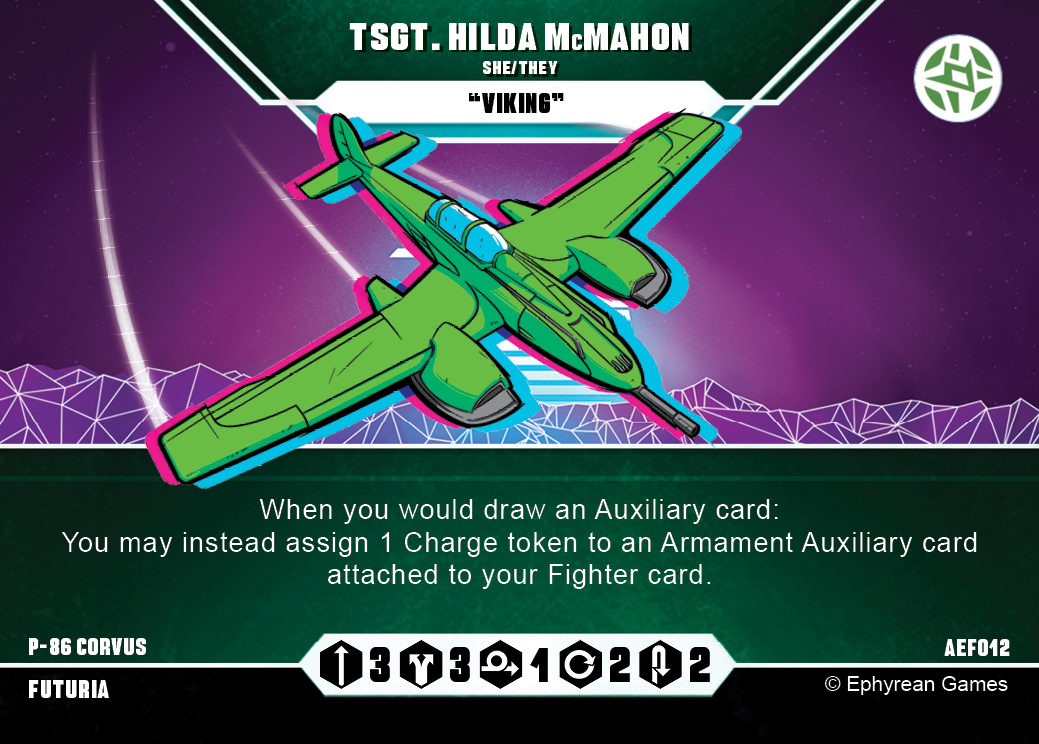 TSGT. HILDA McMAHON
SHE/THEY
“VIKING”
When you would draw an Auxiliary card:
You may instead assign 1 Charge token to an Armament Auxiliary card
attached to your Fighter card.
P-86 CORVUS
AEF012
3 3 1 2 2
FUTURIA
© Ephyrean Games